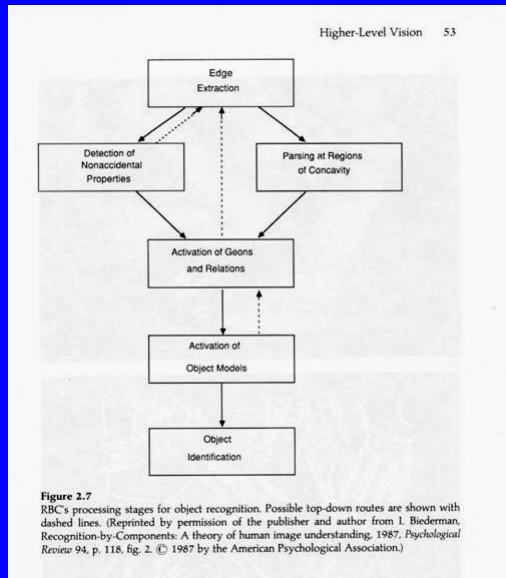 Higher-Level Vision 53
Edge
Extraction
Detection of
Nonaccidental
Properties
Parsing at Regions
of Concavity
Activation of Geons
and Relations
Activation of
Object Models
Object
Identification
Figure 2.7
RBC's processing stages for object recognition. Possible top-down routes are shown with
dashed lines. (Reprinted by permission of the publisher and author from I. Biederman,
Recognition-by-Components: A theory of human image understanding, 1987, Psychological
Review 94, p. 118, fig. 2. © 1987 by the American Psychological Association.)